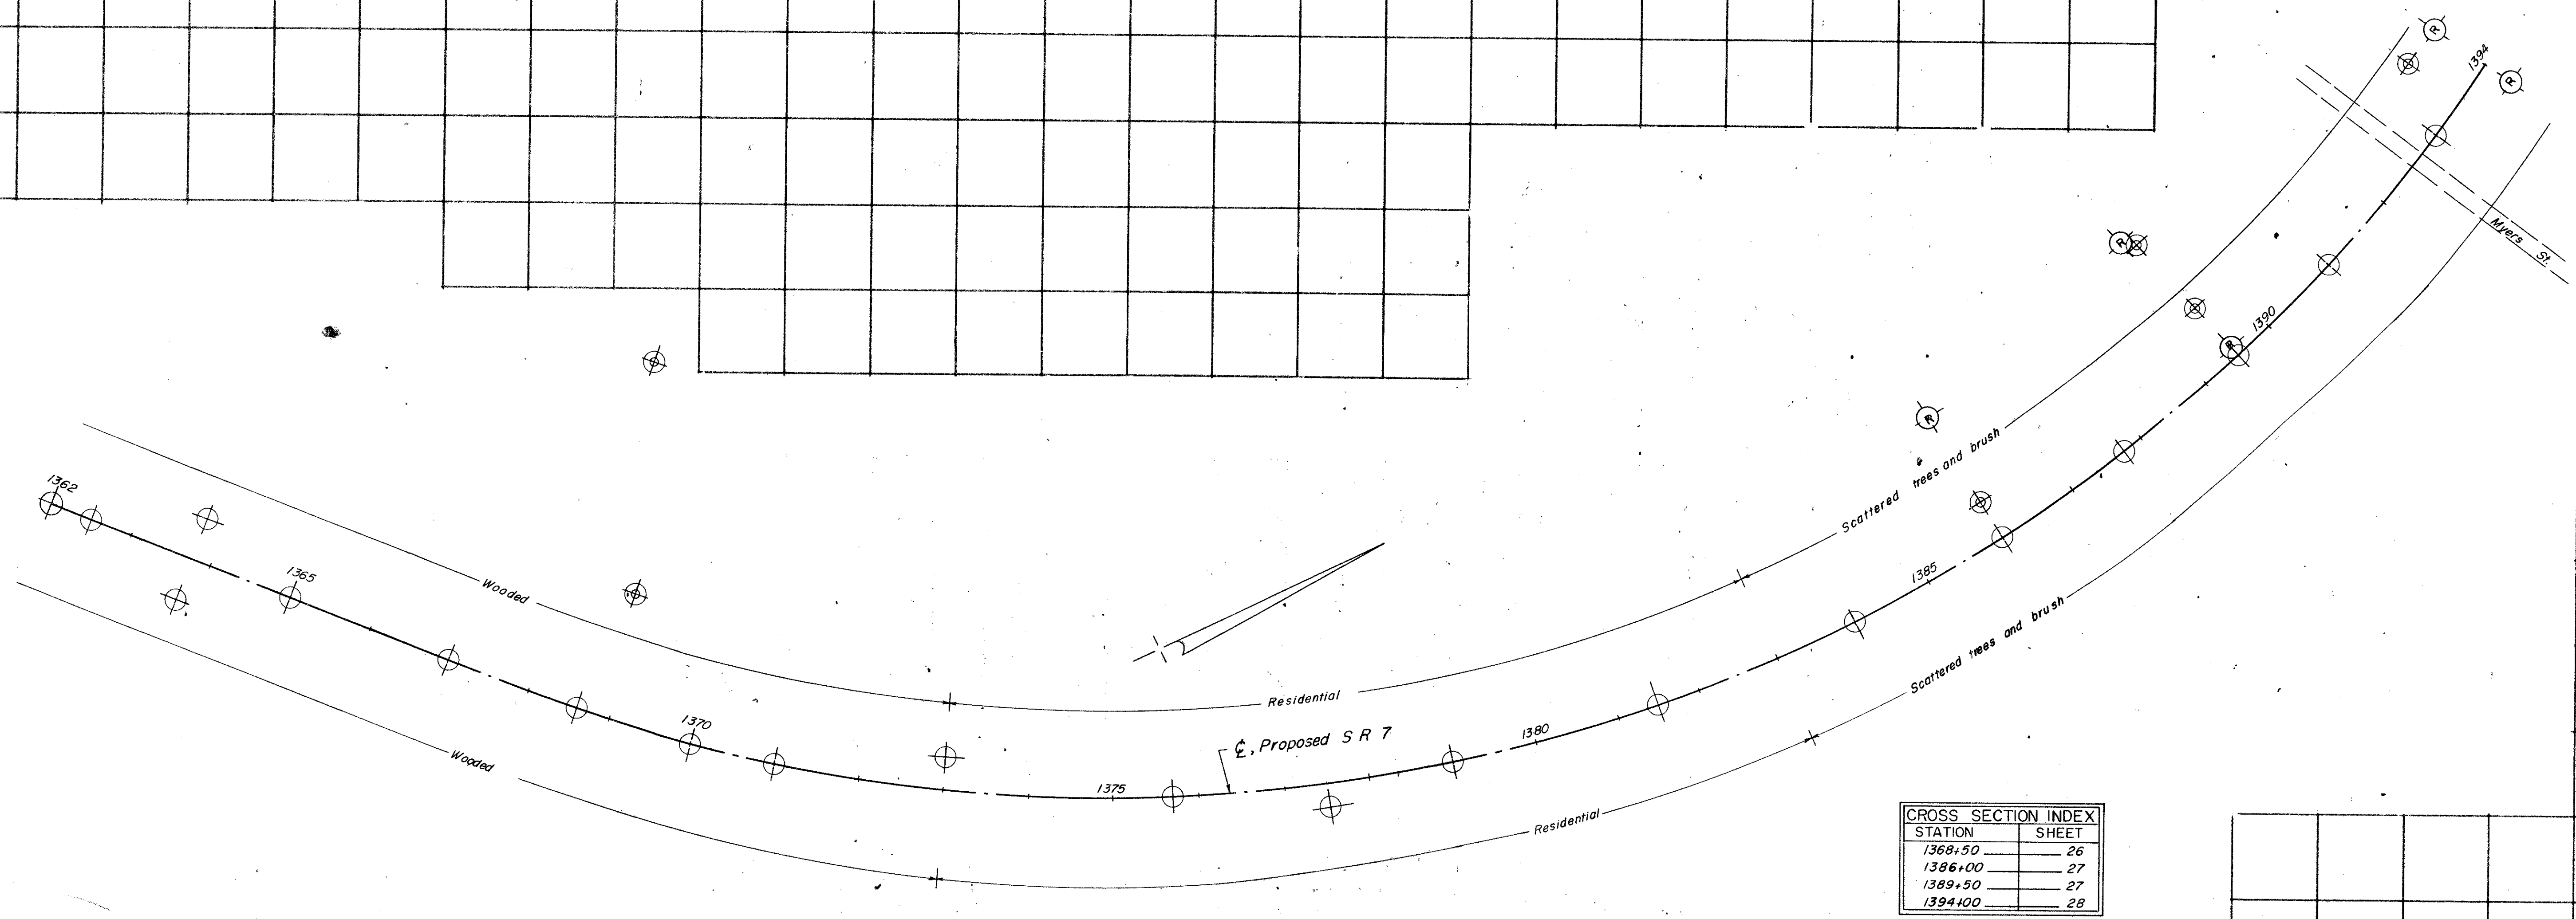 R
1394
R
Myers St.
R
1390
R
R
Scattered trees and brush
1362
1365
Wooded
1385
Scattered trees and brush
Residential
1370
1380
℄, Proposed S R 7
Wooded
1375
Residential
CROSS SECTION INDEX
STATION SHEET
1368+50 26
1386+00 27
1389+50 27
1394+00 28